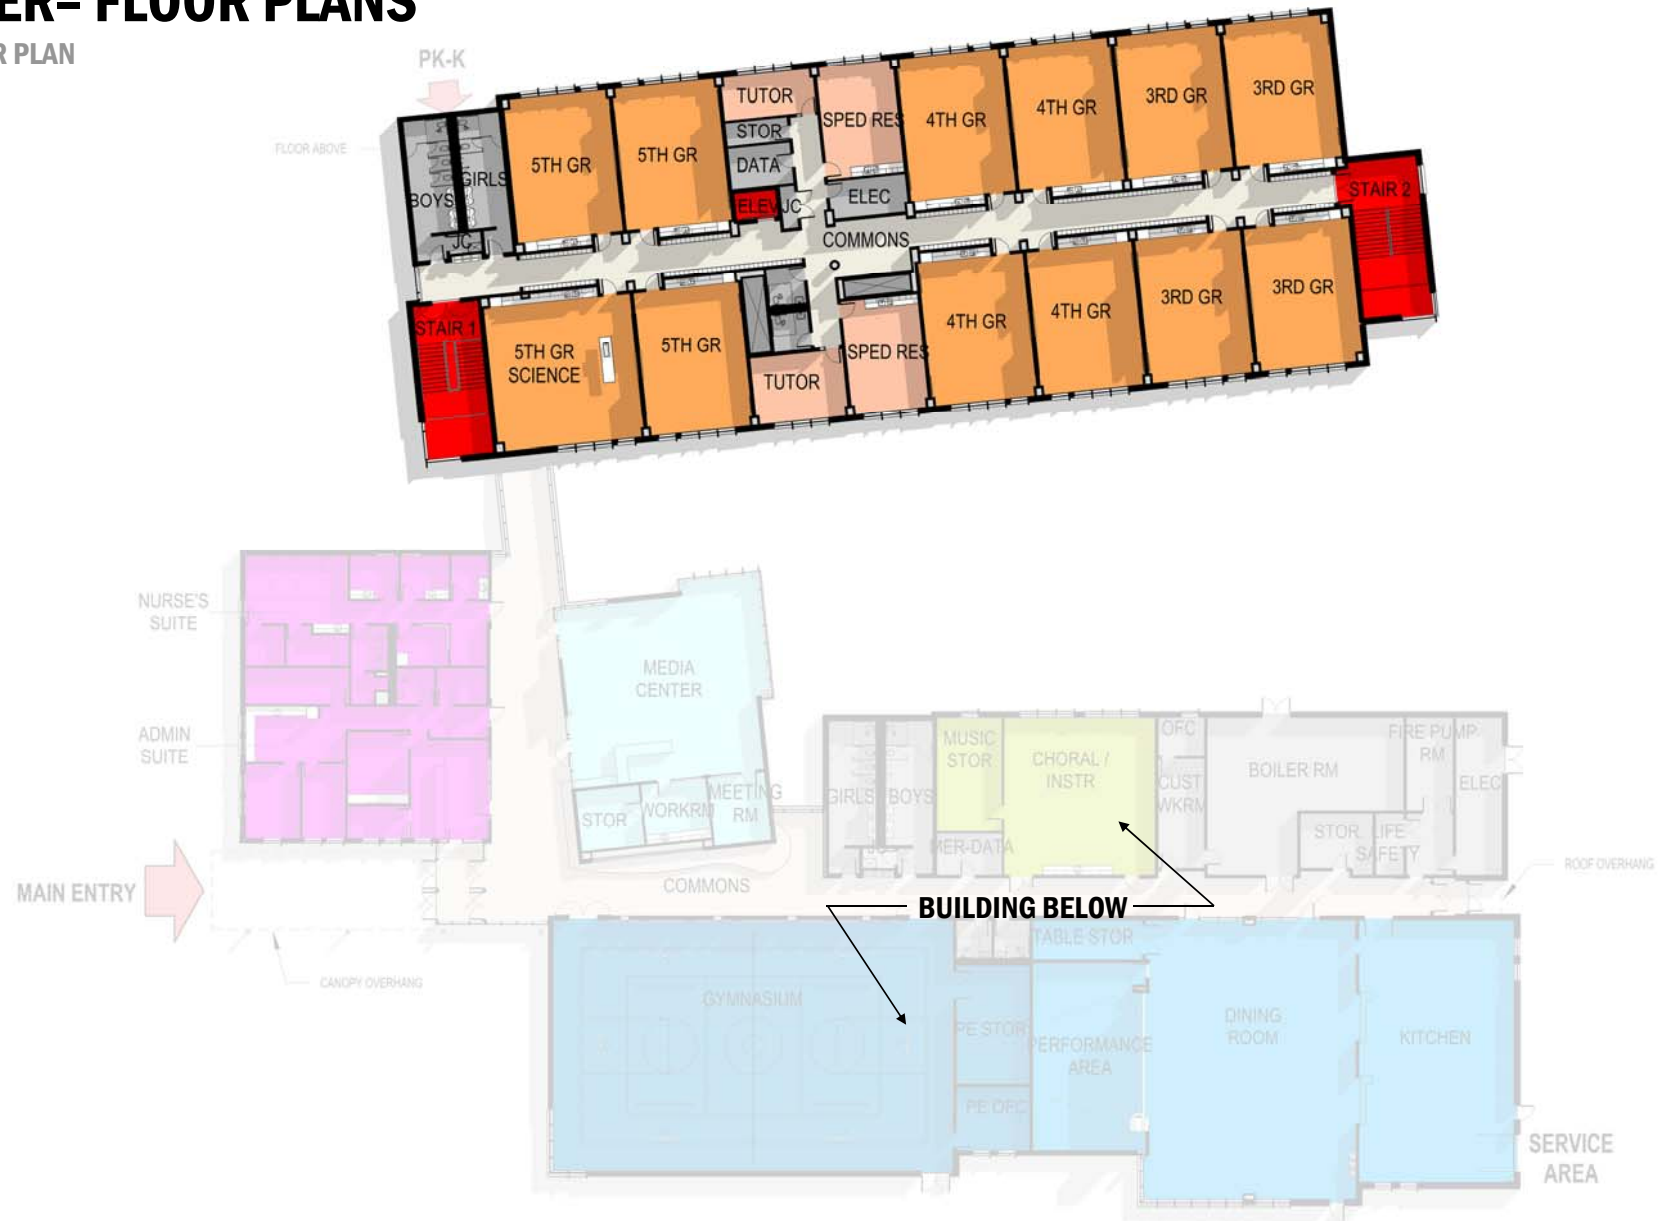 ER– FLOOR PLANS
R PLAN
PK-K
FLOOR ABOVE
BOYS
GIRLS
JC
5TH GR
5TH GR
TUTOR
STOR
DATA
ELEV
JC
SPED RES
ELEC
4TH GR
4TH GR
3RD GR
3RD GR
STAIR 2
COMMONS
STAIR 1
5TH GR
SCIENCE
5TH GR
TUTOR
SPED RES
4TH GR
4TH GR
3RD GR
3RD GR
NURSE'S
SUITE
ADMIN
SUITE
MEDIA
CENTER
STOR
WORKRM
MEETING
RM
GIRLS
BOYS
MUSIC
STOR
MER-DATA
CHORAL /
INSTR
OFC
CUST
WKRM
BOILER RM
FIRE PUMP
RM
ELEC
STOR
LIFE
SAFETY
ROOF OVERHANG
MAIN ENTRY
COMMONS
BUILDING BELOW
CANOPY OVERHANG
TABLE STOR
GYMNASIUM
PE STOR
PE OFC
PERFORMANCE
AREA
DINING
ROOM
KITCHEN
SERVICE
AREA